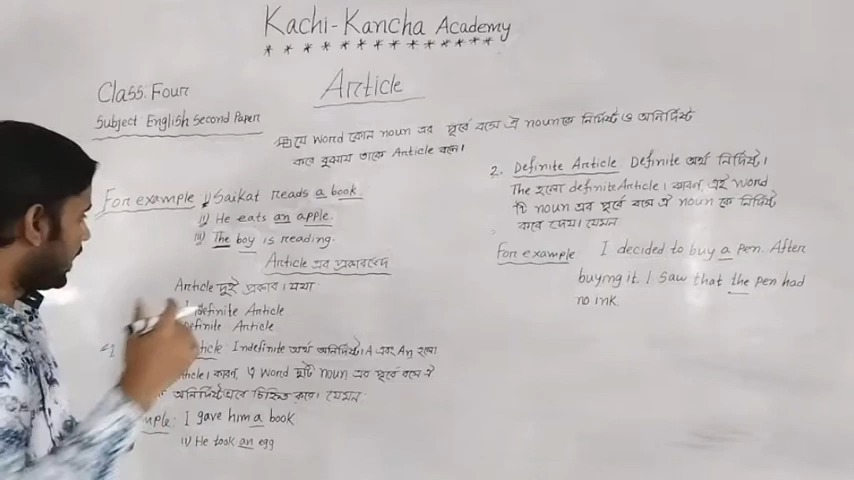 Kachi-Kancha Academy
Article
Class: Four
Subject English Second Paper
যে word কোন noun এর পূর্বে বসে ঐ nounকে নির্দিষ্ট ও অনির্দিষ্ট
করে বুঝায় তাকে Article বলে।
For example i) Saikat reads a book.
ii) He eats an apple.
iii) The boy is reading.
Article এর প্রকারভেদ
Article দুই প্রকার। যথা
Indefinite Article
Definite Article
Indefinite অর্থ অনির্দিষ্ট। A এবং An হলো
কারণ, এ word দুটি noun এর পূর্বে বসে ঐ
অনির্দিষ্টভাবে চিহ্নিত করে। যেমন:
I gave him a book
ii) He took an egg
2. Definite Article: Definite অর্থ নির্দিষ্ট।
The হলো definite Article। কারণ, এই word
টি noun এর পূর্বে বসে ঐ noun কে নির্দিষ্ট
করে দেয়। যেমন:
For example I decided to buy a pen. After
buying it, I saw that the pen had
no ink.